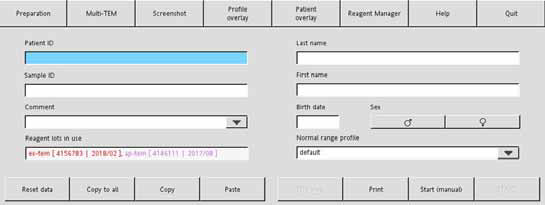 Preparation
Multi-TEM
Screenshot
Profile
overlay
Patient
overlay
Reagent Manager
Help
Quit
Patient ID
Last name
Sample ID
First name
Comment
Birth date
Sex
♂
♀
Reagent lots in use
ex-tem [ 4156783 | 2018/02 ], ap-tem [ 4146111 | 2017/08 ]
Normal range profile
default
Reset data
Copy to all
Copy
Paste
Print
Start (manual)
START